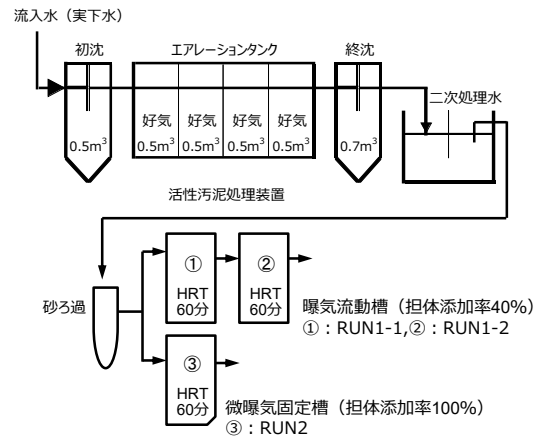 流入水（実下水）
初沈
エアレーションタンク
終沈
二次処理水
好気 好気 好気 好気
0.5m³ 0.5m³ 0.5m³ 0.5m³ 0.5m³ 0.7m³
活性汚泥処理装置
砂ろ過
① ②
HRT HRT
60分 60分
曝気流動槽（担体添加率40%）
①：RUN1-1,②：RUN1-2
③
HRT
60分
微曝気固定槽（担体添加率100%）
③：RUN2